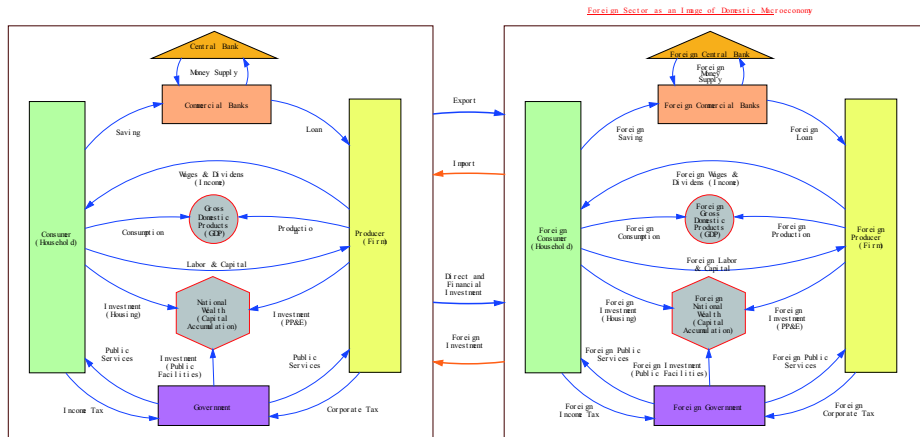 Foreign Sector as an Image of Domestic Macroeconomy
Central Bank
Money Supply
Commercial Banks
Saving
Loan
Wages & Dividens
(Income)
Gross
Domestic
Products
(GDP)
Consumption
Productio
Consumer
(Household)
Producer
(Firm)
Labor & Capital
National
Wealth
(Capital
Accumulation)
Investment
(Housing)
Investment
(PP&E)
Public
Services
Investment
(Public
Facilities)
Public
Services
Income Tax
Government
Corporate Tax
Export
Import
Direct and
Financial
Investment
Foreign
Investment
Foreign Central Bank
Foreign
Money
Supply
Foreign Commercial Banks
Foreign
Saving
Foreign
Loan
Foreign Wages &
Dividens (Income)
Foreign
Gross
Domestic
Products
(GDP)
Foreign
Consumption
Foreign
Production
Foreign
Consumer
(Household)
Foreign
Producer
(Firm)
Foreign Labor
& Capital
Foreign
National
Wealth
(Capital
Accumulation)
Foreign
Investment
(Housing)
Foreign
Investment
(PP&E)
Foreign Public
Services
Foreign Investment
(Public Facilities)
Foreign Public
Services
Foreign
Income Tax
Foreign Government
Foreign
Corporate Tax